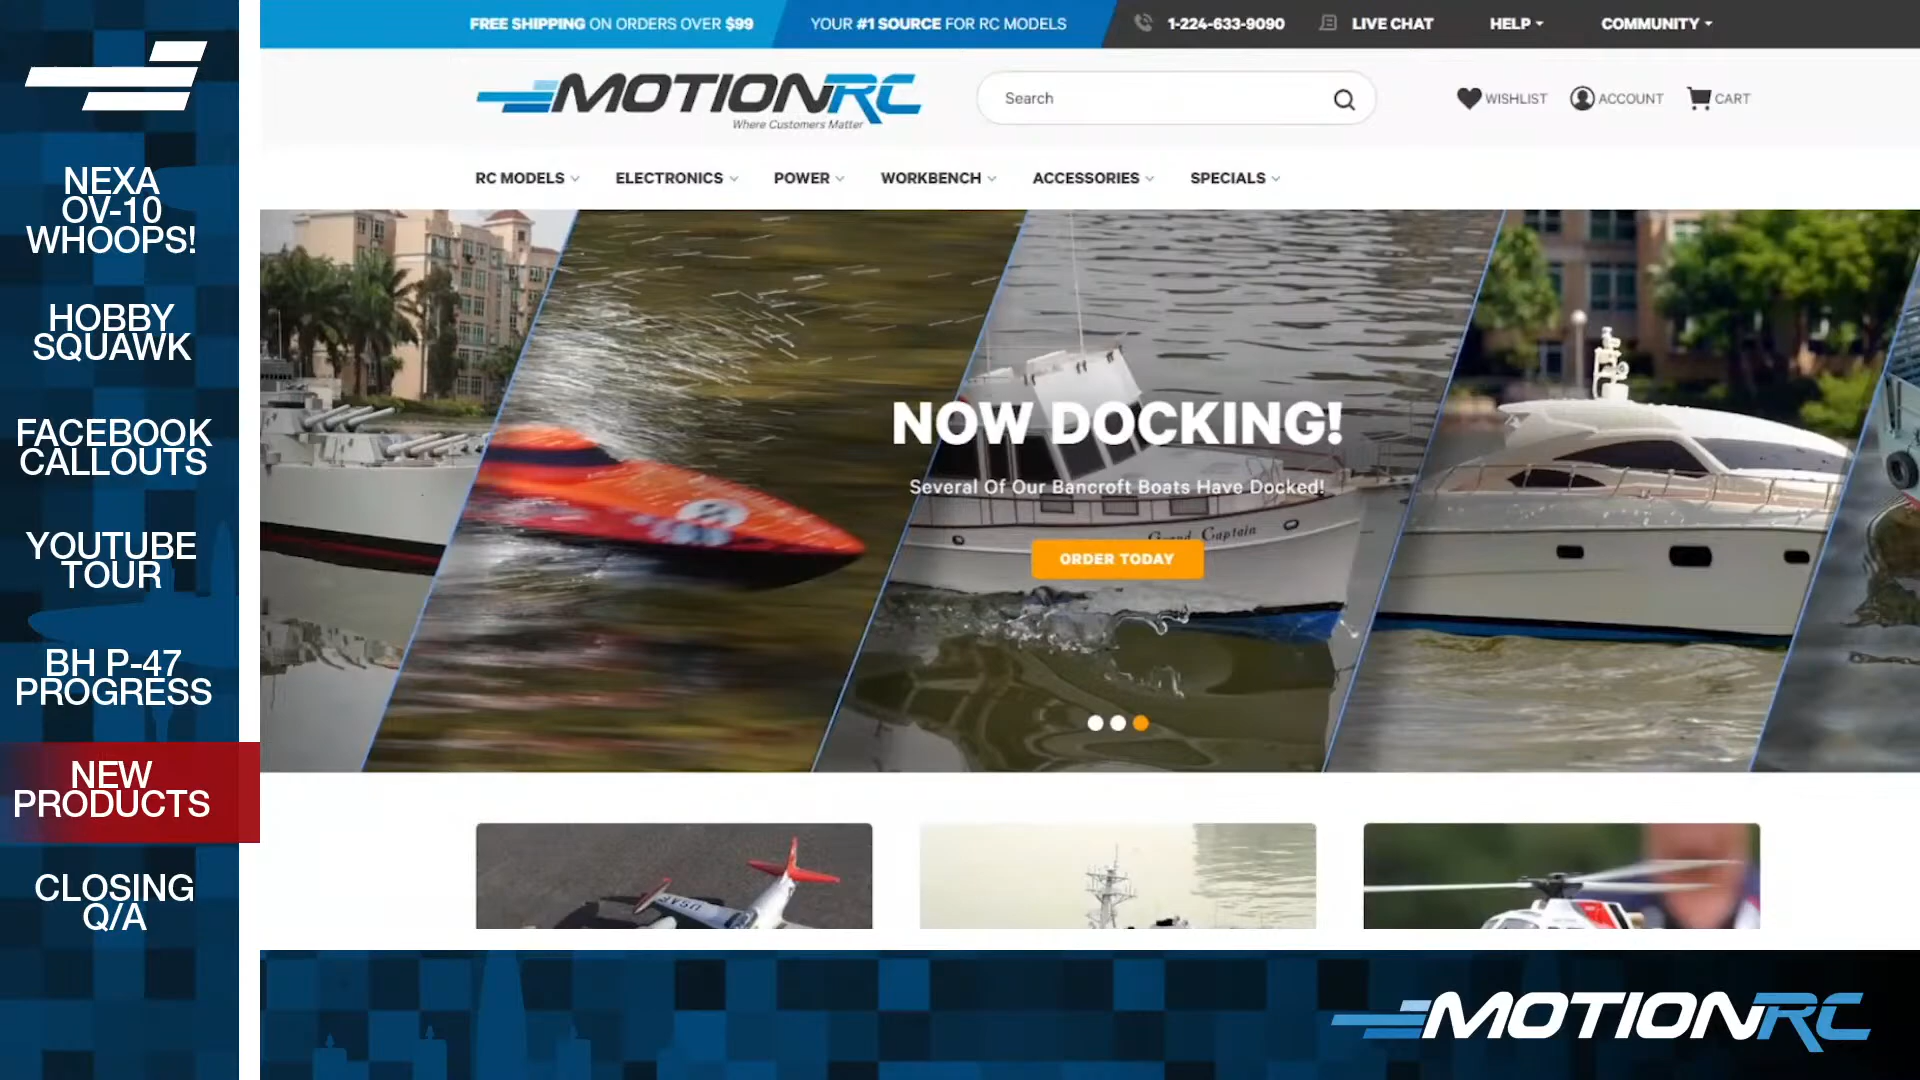 FREE SHIPPING ON ORDERS OVER $99
YOUR #1 SOURCE FOR RC MODELS
1-224-633-9090
LIVE CHAT
HELP
COMMUNITY
MOTIONRC
Where Customers Matter
Search
WISHLIST
ACCOUNT
CART
RC MODELS
ELECTRONICS
POWER
WORKBENCH
ACCESSORIES
SPECIALS
NEXA
OV-10
WHOOPS!
HOBBY
SQUAWK
FACEBOOK
CALLOUTS
YOUTUBE
TOUR
BH P-47
PROGRESS
NEW
PRODUCTS
CLOSING
Q/A
NOW DOCKING!
Several Of Our Bancroft Boats Have Docked!
Grand Captain
ORDER TODAY
USAF
MOTIONRC